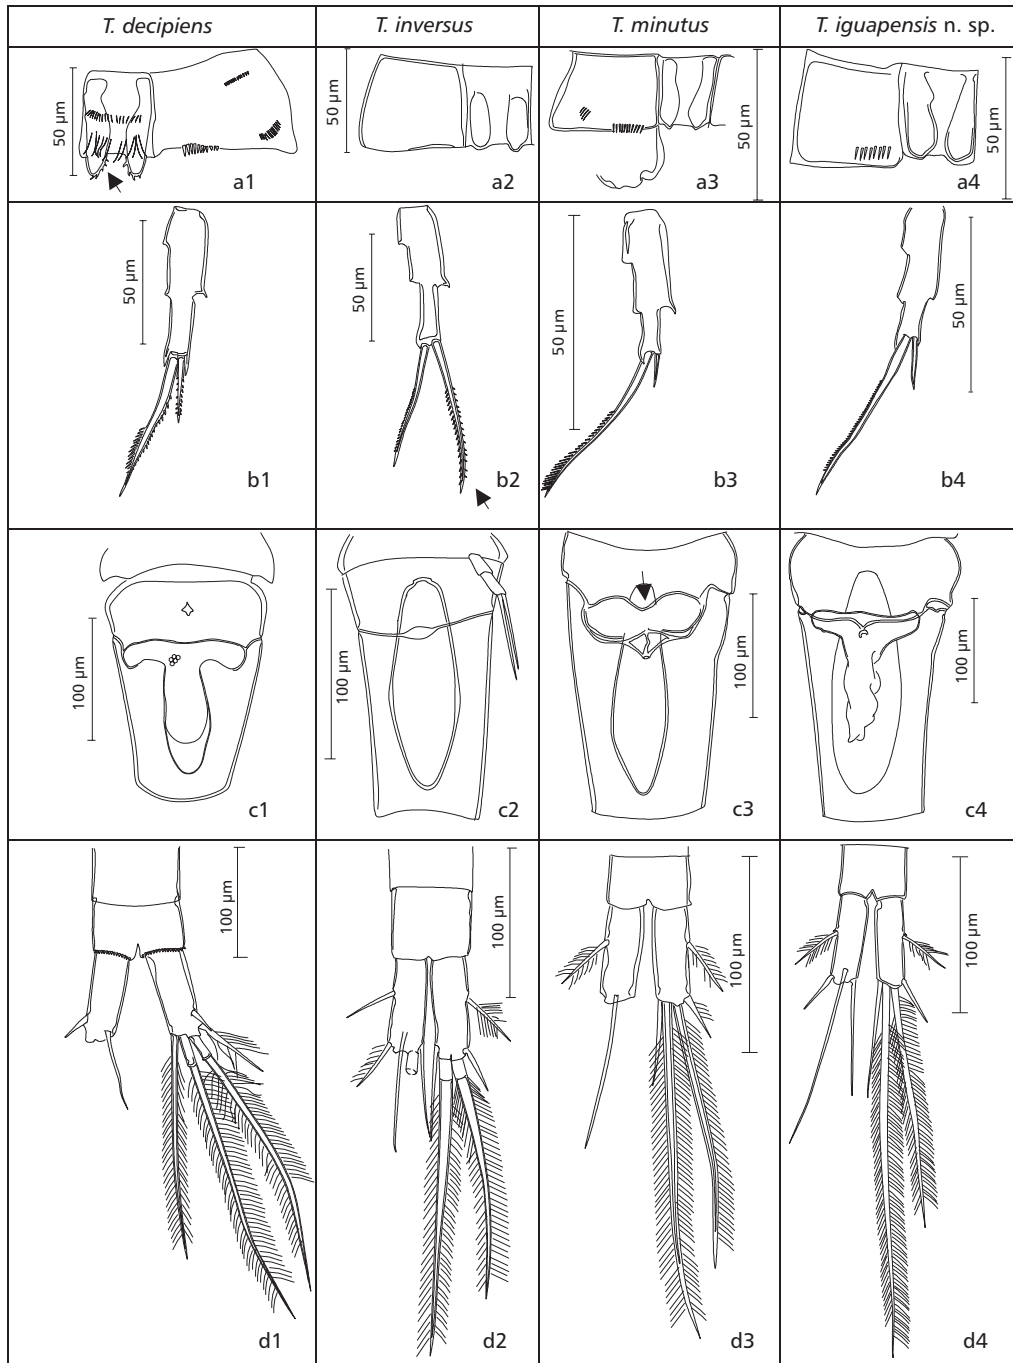 T. decipiens
T. inversus
T. minutus
T. iguapensis n. sp.
50 µm
a1
50 µm
a2
50 µm
a3
50 µm
a4
50 µm
b1
50 µm
b2
50 µm
b3
50 µm
b4
100 µm
c1
100 µm
c2
100 µm
c3
100 µm
c4
100 µm
d1
100 µm
d2
100 µm
d3
100 µm
d4